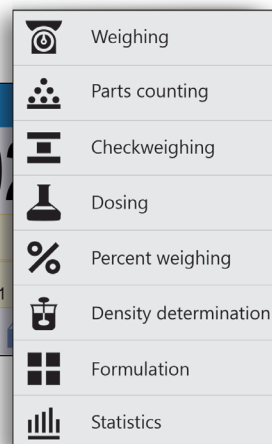 Weighing
Parts counting
Checkweighing
Dosing
Percent weighing
Density determination
Formulation
Statistics